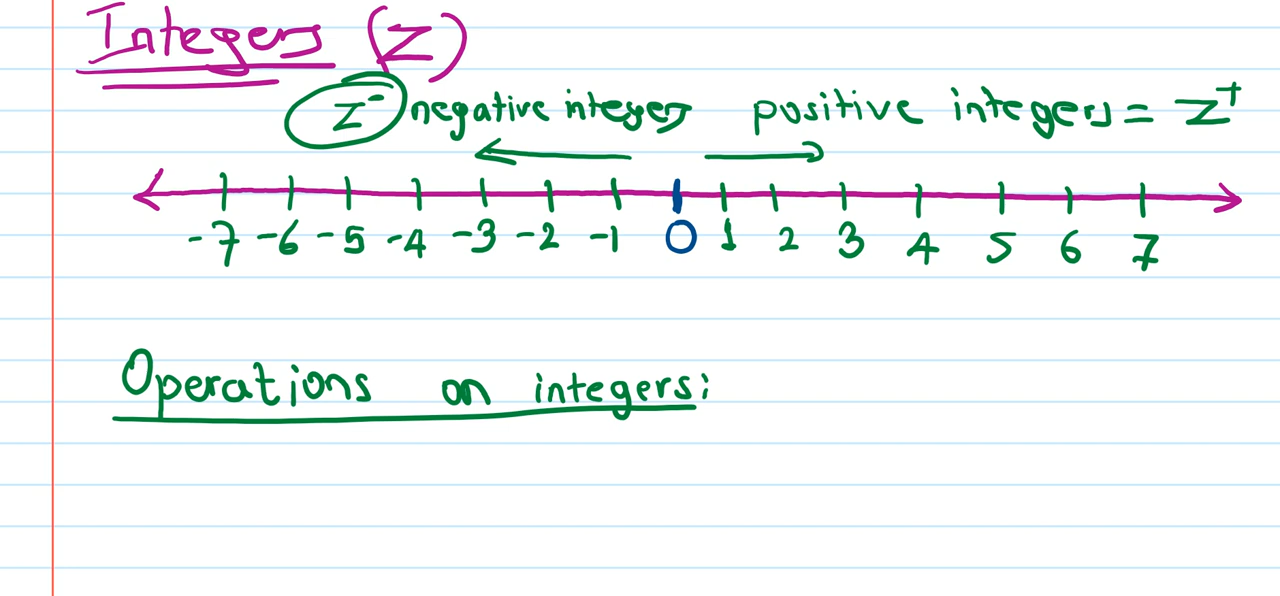 Integers (Z)
Z⁻ negative integers positive integers = Z⁺
-7 -6 -5 -4 -3 -2 -1 0 1 2 3 4 5 6 7
Operations on integers: